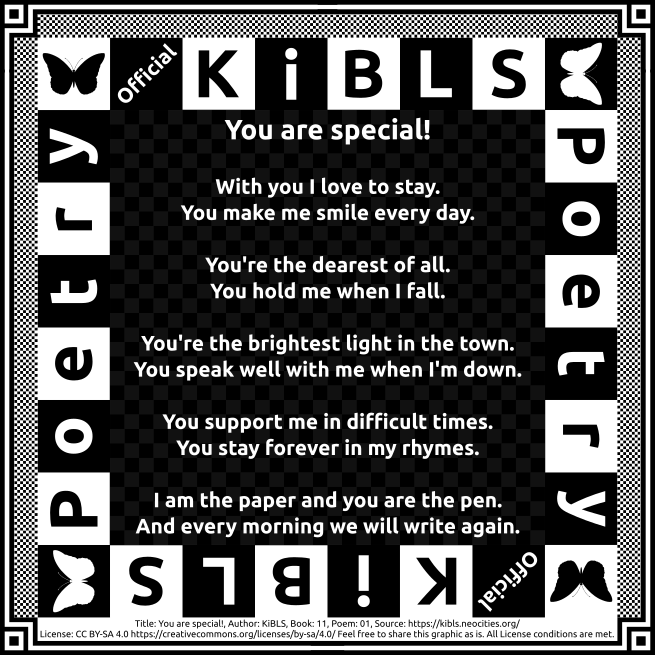 Official KiBLS
Poetry
Poetry
You are special!
With you I love to stay.
You make me smile every day.
You're the dearest of all.
You hold me when I fall.
You're the brightest light in the town.
You speak well with me when I'm down.
You support me in difficult times.
You stay forever in my rhymes.
I am the paper and you are the pen.
And every morning we will write again.
Official KiBLS
Title: You are special!, Author: KiBLS, Book: 11, Poem: 01, Source: https://kibls.neocities.org/
License: CC BY-SA 4.0 https://creativecommons.org/licenses/by-sa/4.0/ Feel free to share this graphic as is. All License conditions are met.